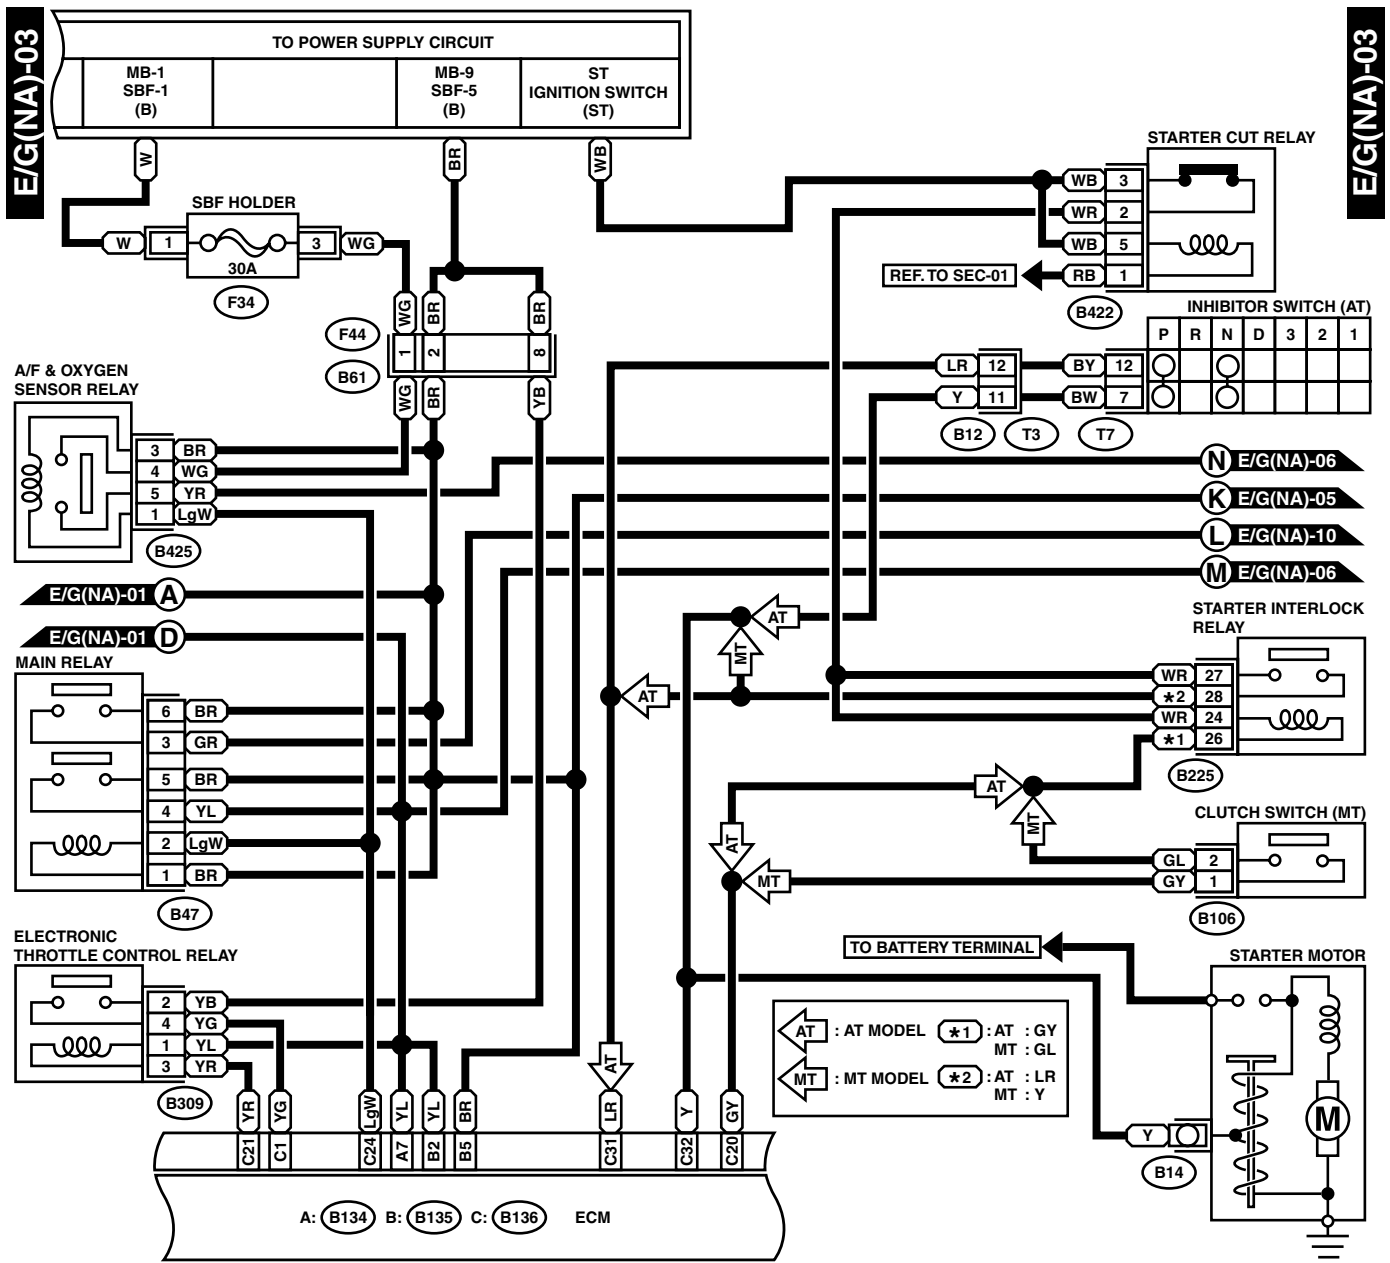 E/G(NA)-03
E/G(NA)-03
TO POWER SUPPLY CIRCUIT
MB-1
SBF-1
(B)
MB-9
SBF-5
(B)
ST
IGNITION SWITCH
(ST)
W
BR
WB
SBF HOLDER
W
1
3
WG
30A
F34
WG
BR
BR
F44
1
2
8
B61
WG
BR
YB
STARTER CUT RELAY
WB
3
WR
2
WB
5
RB
1
REF. TO SEC-01
B422
INHIBITOR SWITCH (AT)
P
R
N
D
3
2
1
LR
12
BY
12
Y
11
BW
7
B12
T3
T7
A/F & OXYGEN
SENSOR RELAY
3
BR
4
WG
5
YR
1
LgW
B425
N
E/G(NA)-06
K
E/G(NA)-05
L
E/G(NA)-10
M
E/G(NA)-06
E/G(NA)-01
A
E/G(NA)-01
D
MAIN RELAY
6
BR
3
GR
5
BR
4
YL
2
LgW
1
BR
B47
AT
MT
AT
STARTER INTERLOCK
RELAY
WR
27
*2
28
WR
24
*1
26
B225
AT
MT
AT
MT
CLUTCH SWITCH (MT)
GL
2
GY
1
B106
ELECTRONIC
THROTTLE CONTROL RELAY
2
YB
4
YG
1
YL
3
YR
B309
TO BATTERY TERMINAL
STARTER MOTOR
M
Y
B14
AT
: AT MODEL
*1
: AT : GY
MT : GL
MT
: MT MODEL
*2
: AT : LR
MT : Y
AT
YR
YG
LgW
YL
YL
BR
LR
Y
GY
C21
C1
C24
A7
B2
B5
C31
C32
C20
A: B134 B: B135 C: B136 ECM